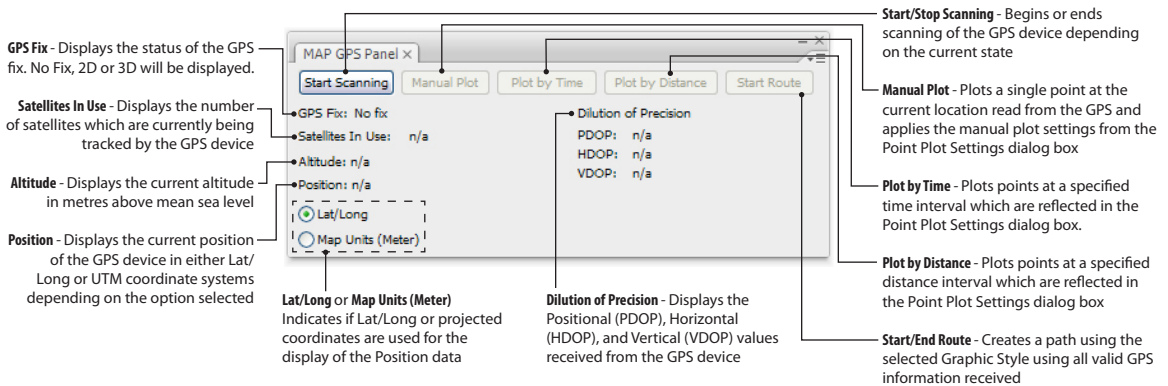 GPS Fix - Displays the status of the GPS
fix. No Fix, 2D or 3D will be displayed.
Satellites In Use - Displays the number
of satellites which are currently being
tracked by the GPS device
Altitude - Displays the current altitude
in metres above mean sea level
Position - Displays the current position
of the GPS device in either Lat/
Long or UTM coordinate systems
depending on the option selected
MAP GPS Panel
Start Scanning
Manual Plot
Plot by Time
Plot by Distance
Start Route
GPS Fix: No fix
Satellites In Use: n/a
Altitude: n/a
Position: n/a
Lat/Long
Map Units (Meter)
Dilution of Precision
PDOP: n/a
HDOP: n/a
VDOP: n/a
Lat/Long or Map Units (Meter)
Indicates if Lat/Long or projected
coordinates are used for the
display of the Position data
Dilution of Precision - Displays the
Positional (PDOP), Horizontal
(HDOP), and Vertical (VDOP) values
received from the GPS device
Start/Stop Scanning - Begins or ends
scanning of the GPS device depending
on the current state
Manual Plot - Plots a single point at the
current location read from the GPS and
applies the manual plot settings from the
Point Plot Settings dialog box
Plot by Time - Plots points at a specified
time interval which are reflected in the
Point Plot Settings dialog box.
Plot by Distance - Plots points at a specified
distance interval which are reflected in
the Point Plot Settings dialog box
Start/End Route - Creates a path using the
selected Graphic Style using all valid GPS
information received